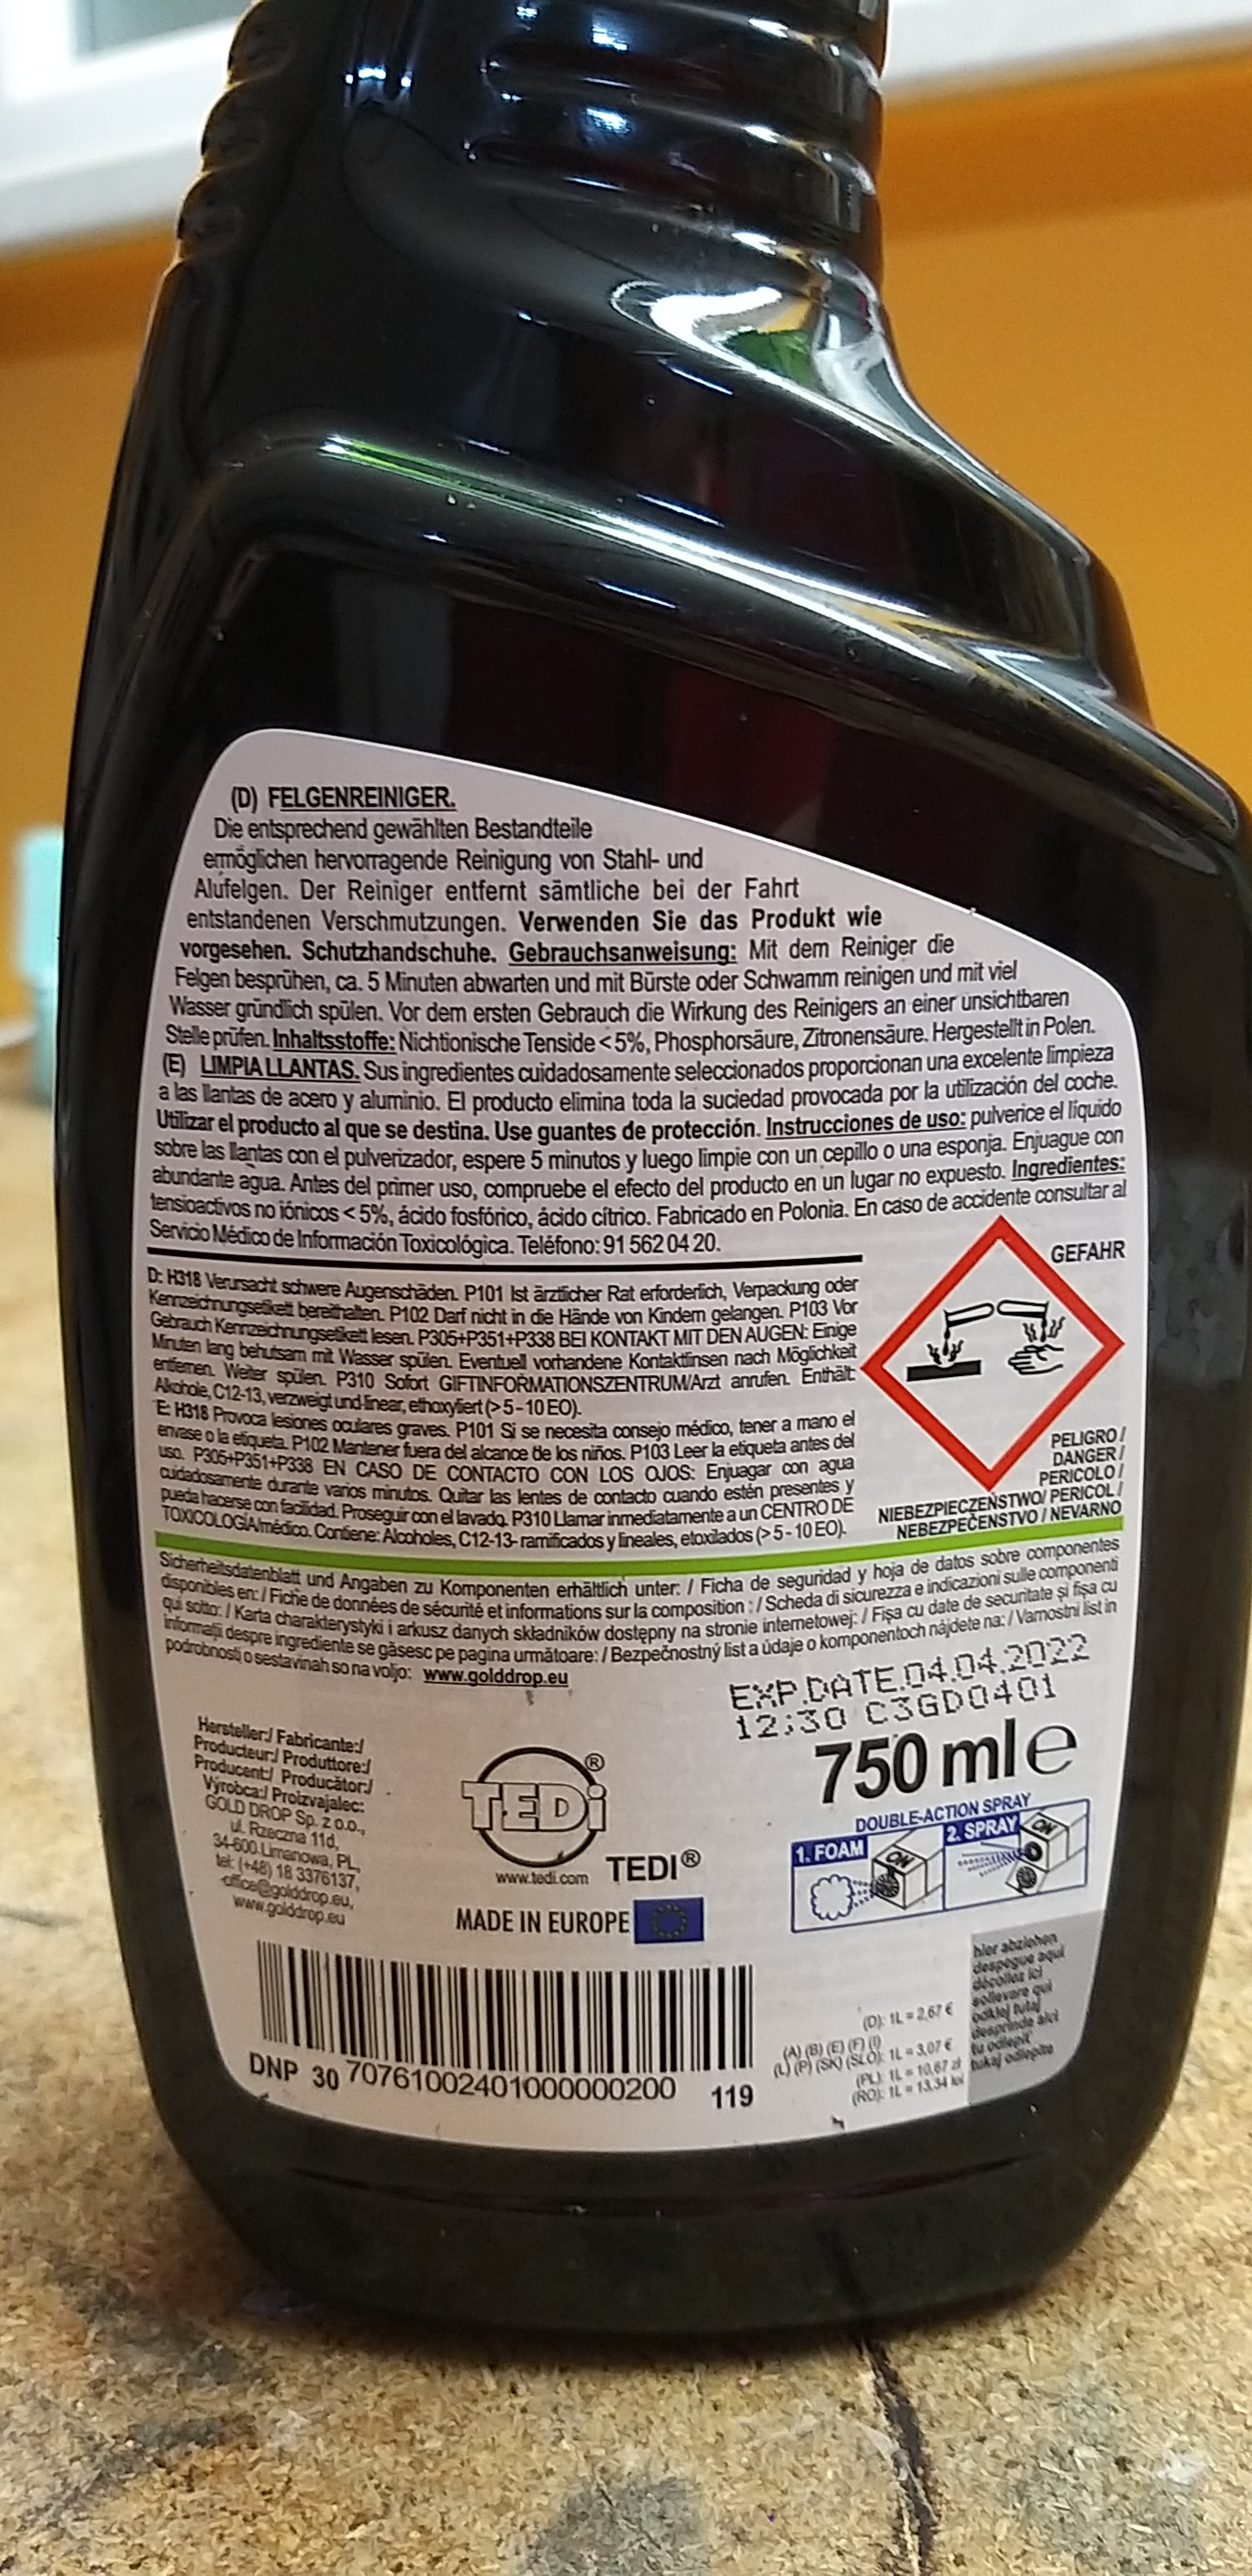 (D) FELGENREINIGER.
Die entsprechend gewählten Bestandteile
ermöglichen hervorragende Reinigung von Stahl- und
Alufelgen. Der Reiniger entfernt sämtliche bei der Fahrt
entstandenen Verschmutzungen. Verwenden Sie das Produkt wie
vorgesehen. Schutzhandschuhe. Gebrauchsanweisung: Mit dem Reiniger die
Felgen besprühen, ca. 5 Minuten abwarten und mit Bürste oder Schwamm reinigen und mit viel
Wasser gründlich spülen. Vor dem ersten Gebrauch die Wirkung des Reinigers an einer unsichtbaren
Stelle prüfen. Inhaltsstoffe: Nichtionische Tenside < 5%, Phosphorsäure, Zitronensäure. Hergestellt in Polen.
(E) LIMPIA LLANTAS. Sus ingredientes cuidadosamente seleccionados proporcionan una excelente limpieza
a las llantas de acero y aluminio. El producto elimina toda la suciedad provocada por la utilización del coche.
Utilizar el producto al que se destina. Use guantes de protección. Instrucciones de uso: pulverice el líquido
sobre las llantas con el pulverizador, espere 5 minutos y luego limpie con un cepillo o una esponja. Enjuague con
abundante agua. Antes del primer uso, compruebe el efecto del producto en un lugar no expuesto. Ingredientes:
tensioactivos no iónicos < 5%, ácido fosfórico, ácido cítrico. Fabricado en Polonia. En caso de accidente consultar al
Servicio Médico de Información Toxicológica. Teléfono: 91 562 04 20.
D: H318 Verursacht schwere Augenschäden. P101 Ist ärztlicher Rat erforderlich, Verpackung oder
Kennzeichnungsetikett bereithalten. P102 Darf nicht in die Hände von Kindern gelangen. P103 Vor
Gebrauch Kennzeichnungsetikett lesen. P305+P351+P338 BEI KONTAKT MIT DEN AUGEN: Einige
Minuten lang behutsam mit Wasser spülen. Eventuell vorhandene Kontaktlinsen nach Möglichkeit
entfernen. Weiter spülen. P310 Sofort GIFTINFORMATIONSZENTRUM/Arzt anrufen. Enthält:
Alkohole, C12-13, verzweigt und-linear, ethoxyliert (> 5 - 10 EO).
E: H318 Provoca lesiones oculares graves. P101 Si se necesita consejo médico, tener a mano el
envase o la etiqueta. P102 Mantener fuera del alcance de los niños. P103 Leer la etiqueta antes del
uso. P305+P351+P338 EN CASO DE CONTACTO CON LOS OJOS: Enjuagar con agua
cuidadosamente durante varios minutos. Quitar las lentes de contacto cuando estén presentes y
pueda hacerse con facilidad. Proseguir con el lavado. P310 Llamar inmediatamente a un CENTRO DE
TOXICOLOGÍA/médico. Contiene: Alcoholes, C12-13- ramificados y lineales, etoxilados (> 5 - 10 EO).
GEFAHR
PELIGRO /
DANGER /
PERICOLO /
NIEBEZPIECZEŃSTWO/ PERICOL /
NEBEZPEČENSTVO / NEVARNO
Sicherheitsdatenblatt und Angaben zu Komponenten erhältlich unter: / Ficha de seguridad y hoja de datos sobre componentes
disponibles en: / Fiche de données de sécurité et informations sur la composition : / Scheda di sicurezza e indicazioni sulle componenti
qui sotto: / Karta charakterystyki i arkusz danych składników dostępny na stronie internetowej: / Fișa cu date de securitate și fișa cu
informații despre ingrediente se găsesc pe pagina următoare: / Bezpečnostný list a údaje o komponentoch nájdete na: / Varnostni list in
podrobnosti o sestavinah so na voljo: www.golddrop.eu
EXP.DATE.04.04.2022
12:30 C3GD0401
750 ml e
Hersteller:/ Fabricante:/
Producteur:/ Produttore:/
Producent:/ Producător:/
Výrobca:/ Proizvajalec:
GOLD DROP Sp. z o.o.,
ul. Rzeczna 11d,
34-600 Limanowa, PL,
tel: (+48) 18 3376137,
office@golddrop.eu,
www.golddrop.eu
TEDi®
www.tedi.com TEDI®
MADE IN EUROPE
DOUBLE-ACTION SPRAY
1. FOAM ON
2. SPRAY ON
DNP 30 70761002401000000200 119
(D): 1L = 2,67 €
(A) (B) (E) (F) (I)
(L) (P) (SK) (SLO): 1L = 3,07 €
(PL): 1L = 10,67 zł
(RO): 1L = 13,34 lei
hier abziehen
despegue aquí
décollez ici
sollevare qui
odklej tutaj
desprinde aici
tu odlepiť
tukaj odlepite